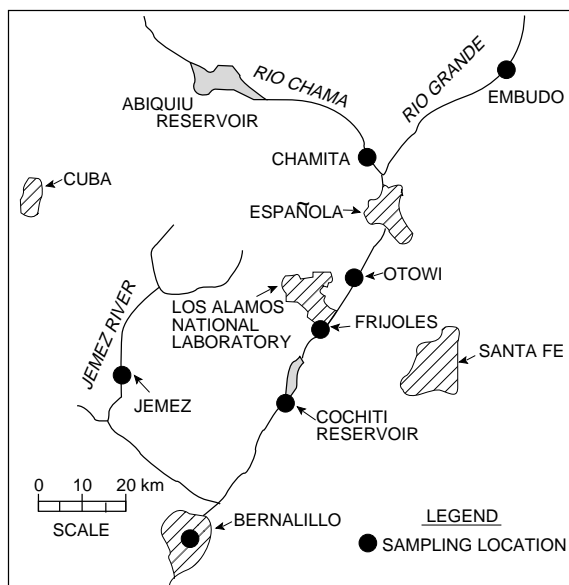 RIO CHAMA
RIO GRANDE
ABIQUIU
RESERVOIR
EMBUDO
CHAMITA
CUBA
ESPAÑOLA
OTOWI
LOS ALAMOS
NATIONAL
LABORATORY
FRIJOLES
JEMEZ RIVER
SANTA FE
JEMEZ
COCHITI
RESERVOIR
0 10 20 km
SCALE
BERNALILLO
LEGEND
SAMPLING LOCATION